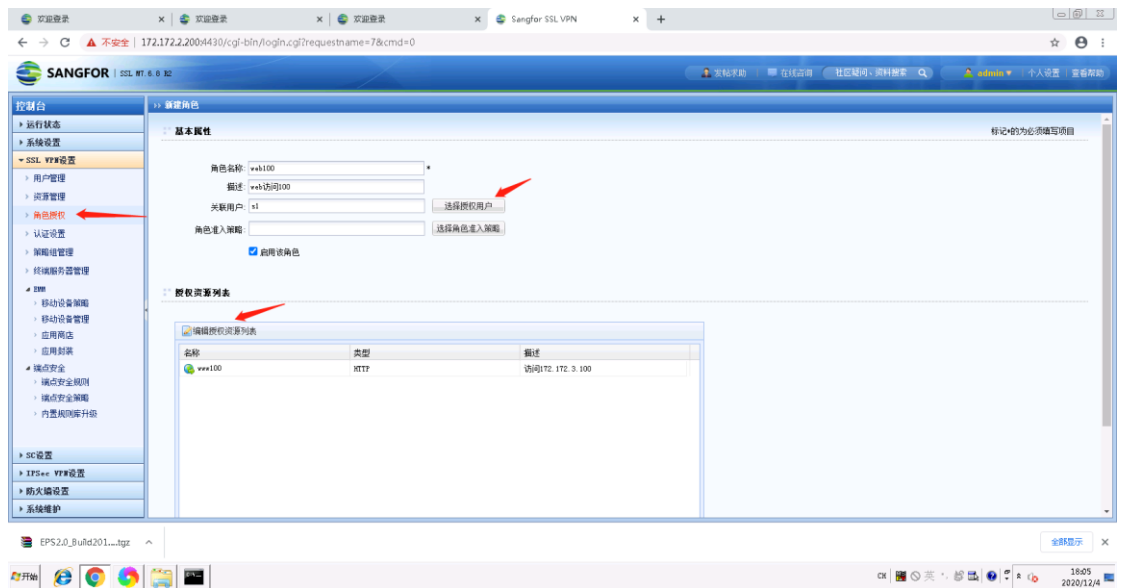 欢迎登录 × 欢迎登录 × 欢迎登录 × Sangfor SSL VPN × +
不安全 | 172.172.2.200:4430/cgi-bin/login.cgi?requestname=7&cmd=0
SANGFOR | SSL M7.6.8 R2 发帖求助 在线咨询 社区疑问、资料搜索 admin 个人设置 查看帮助
控制台
运行状态
系统设置
SSL VPN设置
用户管理
资源管理
角色授权
认证设置
策略组管理
终端服务器管理
EMM
移动设备策略
移动设备管理
应用商店
应用封装
端点安全
端点安全规则
端点安全策略
内置规则库升级
SC设置
IPSec VPN设置
防火墙设置
系统维护
>> 新建角色
基本属性 标记*的为必须填写项目
角色名称: web100 *
描述: web访问100
关联用户: s1 选择授权用户
角色准入策略: 选择角色准入策略
启用该角色
授权资源列表
编辑授权资源列表
名称 类型 描述
www100 HTTP 访问172.172.3.100
EPS2.0_Build201....tgz 全部显示 ×
开始 CH 英 18:05
2020/12/4